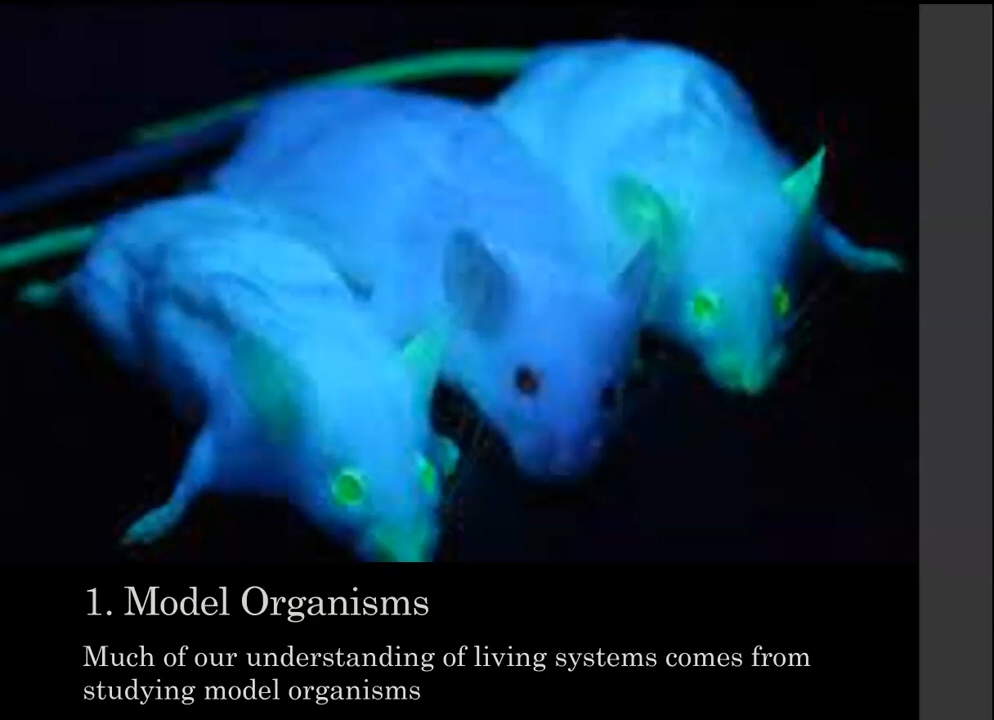 1. Model Organisms
Much of our understanding of living systems comes from
studying model organisms